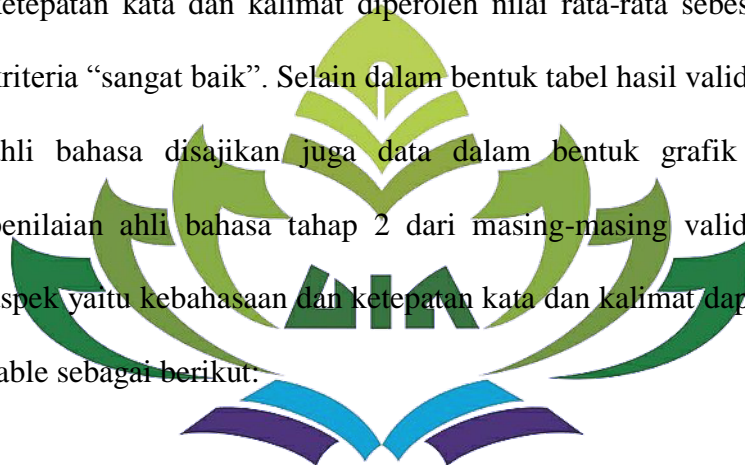 ketepatan kata dan kalimat diperoleh nilai rata-rata sebes
kriteria “sangat baik”. Selain dalam bentuk tabel hasil valid
ahli bahasa disajikan juga data dalam bentuk grafik
penilaian ahli bahasa tahap 2 dari masing-masing valid
aspek yaitu kebahasaan dan ketepatan kata dan kalimat dap
table sebagai berikut: